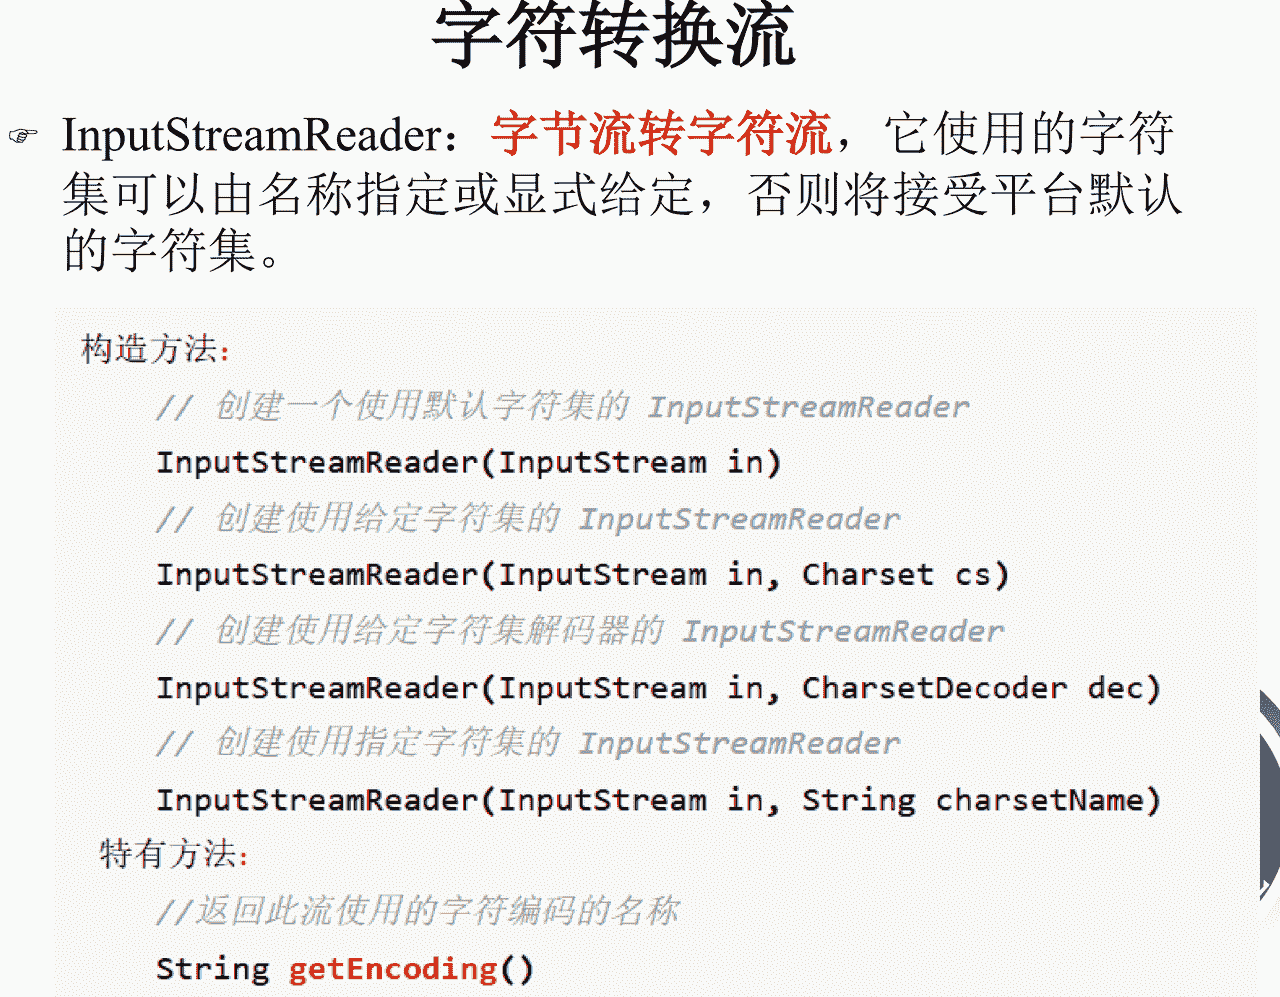 字符转换流
InputStreamReader：字节流转字符流，它使用的字符
集可以由名称指定或显式给定，否则将接受平台默认
的字符集。
构造方法：
// 创建一个使用默认字符集的 InputStreamReader
InputStreamReader(InputStream in)
// 创建使用给定字符集的 InputStreamReader
InputStreamReader(InputStream in, Charset cs)
// 创建使用给定字符集解码器的 InputStreamReader
InputStreamReader(InputStream in, CharsetDecoder dec)
// 创建使用指定字符集的 InputStreamReader
InputStreamReader(InputStream in, String charsetName)
特有方法：
//返回此流使用的字符编码的名称
String getEncoding()